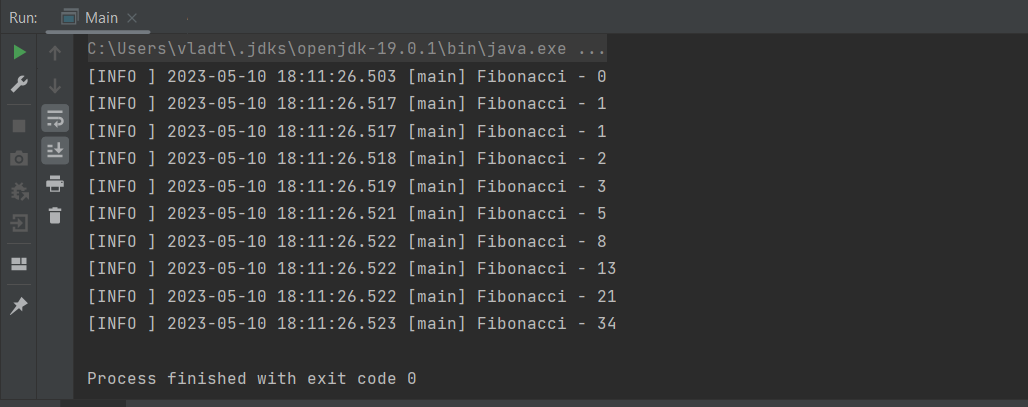 Run: Main
C:\Users\vladt\.jdks\openjdk-19.0.1\bin\java.exe ...
[INFO ] 2023-05-10 18:11:26.503 [main] Fibonacci - 0
[INFO ] 2023-05-10 18:11:26.517 [main] Fibonacci - 1
[INFO ] 2023-05-10 18:11:26.517 [main] Fibonacci - 1
[INFO ] 2023-05-10 18:11:26.518 [main] Fibonacci - 2
[INFO ] 2023-05-10 18:11:26.519 [main] Fibonacci - 3
[INFO ] 2023-05-10 18:11:26.521 [main] Fibonacci - 5
[INFO ] 2023-05-10 18:11:26.522 [main] Fibonacci - 8
[INFO ] 2023-05-10 18:11:26.522 [main] Fibonacci - 13
[INFO ] 2023-05-10 18:11:26.522 [main] Fibonacci - 21
[INFO ] 2023-05-10 18:11:26.523 [main] Fibonacci - 34
Process finished with exit code 0